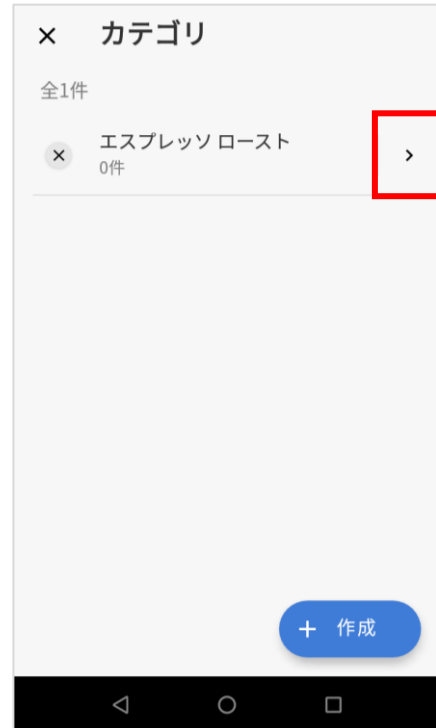 カテゴリ
全1件
エスプレッソ ロースト
0件
作成